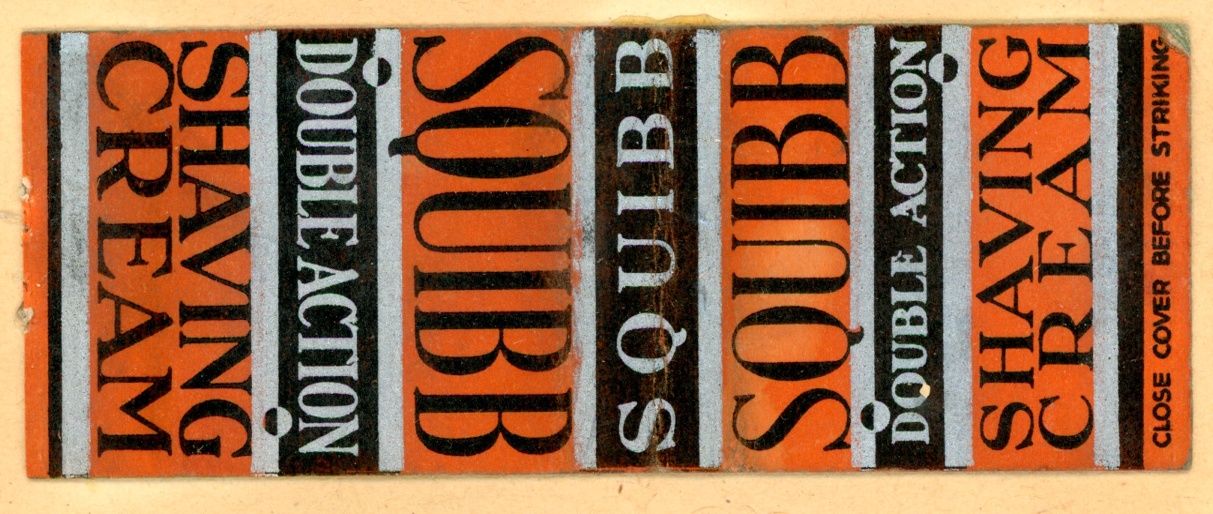 SQUIBB
DOUBLE ACTION
SHAVING
CREAM
SQUIBB
SQUIBB
DOUBLE ACTION
SHAVING
CREAM
CLOSE COVER BEFORE STRIKING